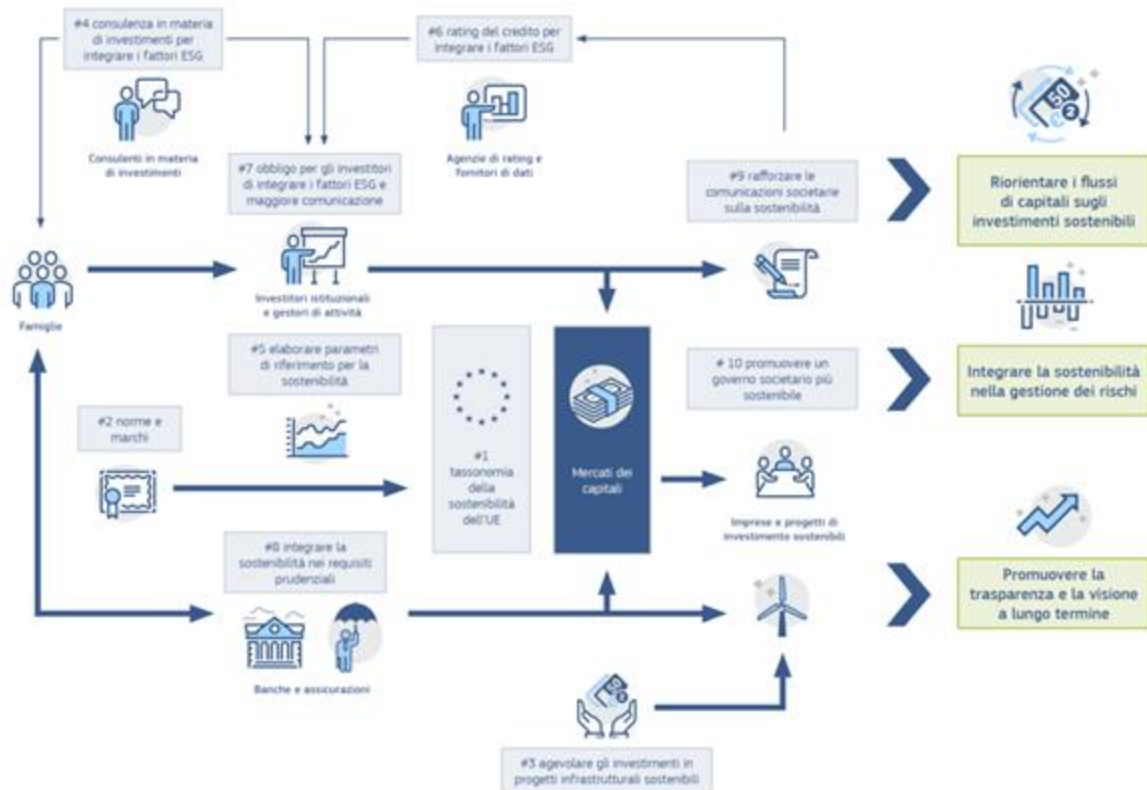 #4 consulenza in materia
di investimenti per
integrare i fattori ESG
#6 rating del credito per
integrare i fattori ESG
Consulenti in materia
di investimenti
#7 obbligo per gli investitori
di integrare i fattori ESG e
maggiore comunicazione
Agenzie di rating e
fornitori di dati
#9 rafforzare le
comunicazioni societarie
sulla sostenibilità
50
Riorientare i flussi
di capitali sugli
investimenti sostenibili
Famiglie
Investitori istituzionali
e gestori di attività
#5 elaborare parametri
di riferimento per la
sostenibilità
#2 norme e
marchi
#1
tassonomia
della
sostenibilità
dell'UE
Mercati dei
capitali
# 10 promuovere un
governo societario più
sostenibile
Integrare la sostenibilità
nella gestione dei rischi
Imprese e progetti di
investimento sostenibili
#8 integrare la
sostenibilità nei requisiti
prudenziali
Banche e assicurazioni
Promuovere la
trasparenza e la visione
a lungo termine
50
#3 agevolare gli investimenti in
progetti infrastrutturali sostenibili